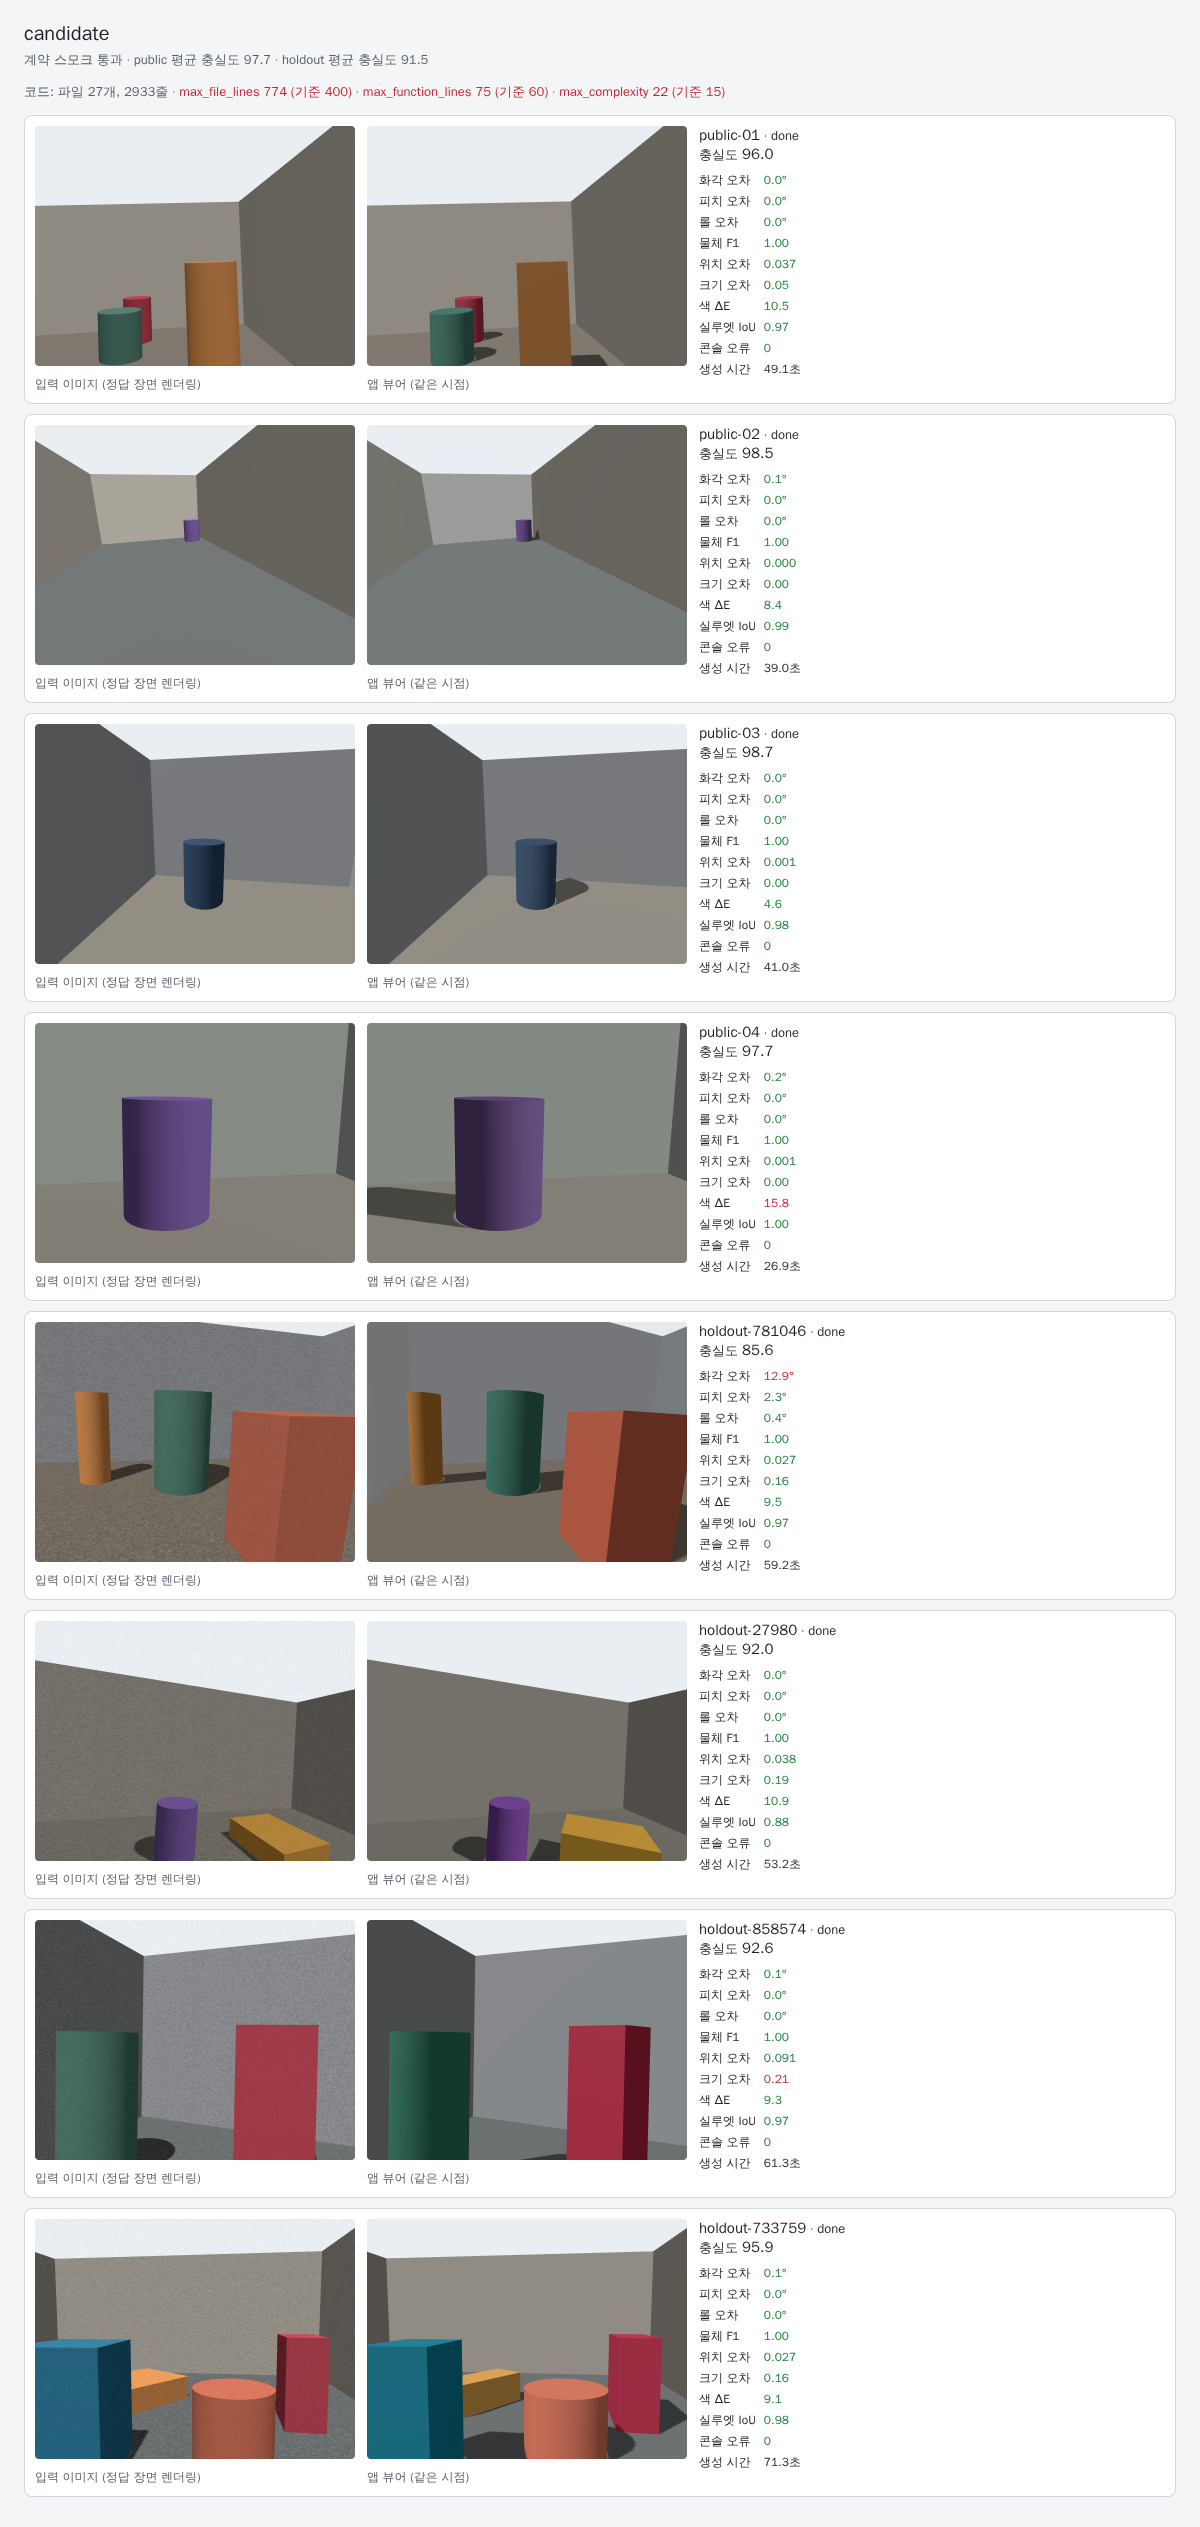 candidate
계약 스모크 통과 · public 평균 충실도 97.7 · holdout 평균 충실도 91.5
코드: 파일 27개, 2933줄 · max_file_lines 774 (기준 400) · max_function_lines 75 (기준 60) · max_complexity 22 (기준 15)
public-01 · done
충실도 96.0
화각 오차 0.0°
피치 오차 0.0°
롤 오차 0.0°
물체 F1 1.00
위치 오차 0.037
크기 오차 0.05
색 ΔE 10.5
실루엣 IoU 0.97
콘솔 오류 0
생성 시간 49.1초
입력 이미지 (정답 장면 렌더링)
앱 뷰어 (같은 시점)
public-02 · done
충실도 98.5
화각 오차 0.1°
피치 오차 0.0°
롤 오차 0.0°
물체 F1 1.00
위치 오차 0.000
크기 오차 0.00
색 ΔE 8.4
실루엣 IoU 0.99
콘솔 오류 0
생성 시간 39.0초
입력 이미지 (정답 장면 렌더링)
앱 뷰어 (같은 시점)
public-03 · done
충실도 98.7
화각 오차 0.0°
피치 오차 0.0°
롤 오차 0.0°
물체 F1 1.00
위치 오차 0.001
크기 오차 0.00
색 ΔE 4.6
실루엣 IoU 0.98
콘솔 오류 0
생성 시간 41.0초
입력 이미지 (정답 장면 렌더링)
앱 뷰어 (같은 시점)
public-04 · done
충실도 97.7
화각 오차 0.2°
피치 오차 0.0°
롤 오차 0.0°
물체 F1 1.00
위치 오차 0.001
크기 오차 0.00
색 ΔE 15.8
실루엣 IoU 1.00
콘솔 오류 0
생성 시간 26.9초
입력 이미지 (정답 장면 렌더링)
앱 뷰어 (같은 시점)
holdout-781046 · done
충실도 85.6
화각 오차 12.9°
피치 오차 2.3°
롤 오차 0.4°
물체 F1 1.00
위치 오차 0.027
크기 오차 0.16
색 ΔE 9.5
실루엣 IoU 0.97
콘솔 오류 0
생성 시간 59.2초
입력 이미지 (정답 장면 렌더링)
앱 뷰어 (같은 시점)
holdout-27980 · done
충실도 92.0
화각 오차 0.0°
피치 오차 0.0°
롤 오차 0.0°
물체 F1 1.00
위치 오차 0.038
크기 오차 0.19
색 ΔE 10.9
실루엣 IoU 0.88
콘솔 오류 0
생성 시간 53.2초
입력 이미지 (정답 장면 렌더링)
앱 뷰어 (같은 시점)
holdout-858574 · done
충실도 92.6
화각 오차 0.1°
피치 오차 0.0°
롤 오차 0.0°
물체 F1 1.00
위치 오차 0.091
크기 오차 0.21
색 ΔE 9.3
실루엣 IoU 0.97
콘솔 오류 0
생성 시간 61.3초
입력 이미지 (정답 장면 렌더링)
앱 뷰어 (같은 시점)
holdout-733759 · done
충실도 95.9
화각 오차 0.1°
피치 오차 0.0°
롤 오차 0.0°
물체 F1 1.00
위치 오차 0.027
크기 오차 0.16
색 ΔE 9.1
실루엣 IoU 0.98
콘솔 오류 0
생성 시간 71.3초
입력 이미지 (정답 장면 렌더링)
앱 뷰어 (같은 시점)